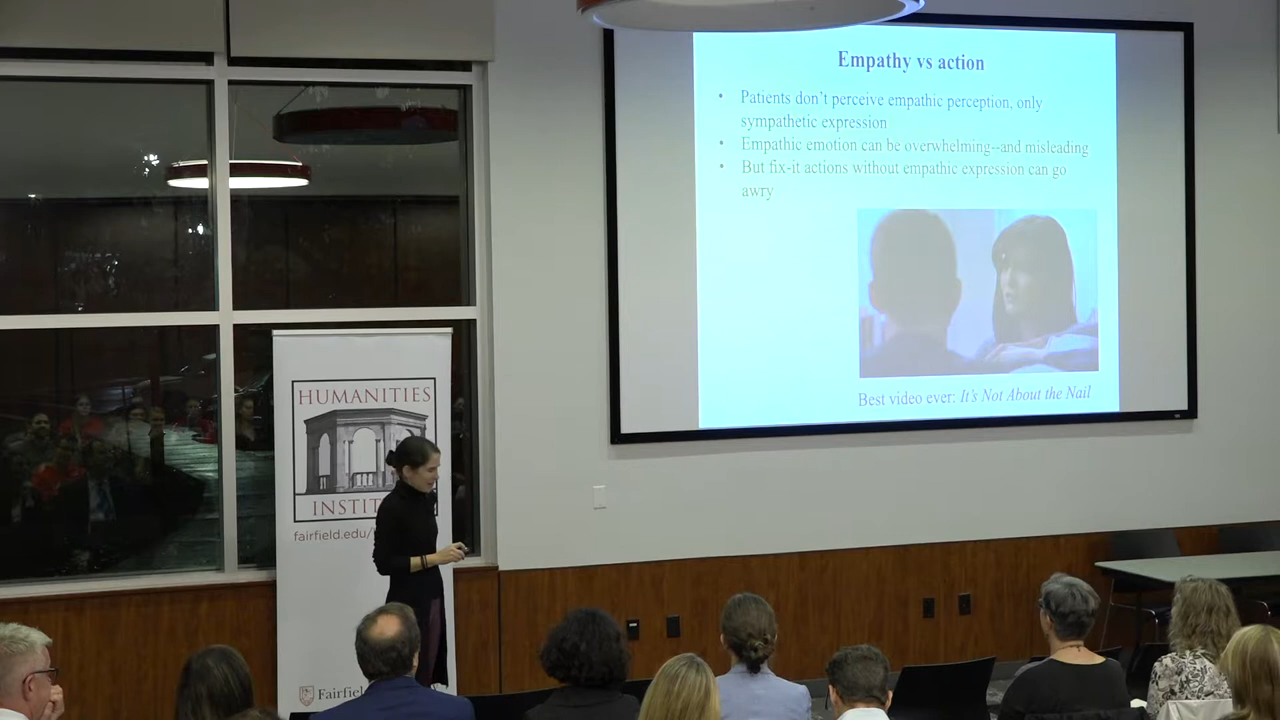 Empathy vs action
• Patients don't perceive empathic perception, only
sympathetic expression
• Empathic emotion can be overwhelming--and misleading
• But fix-it actions without empathic expression can go
awry
Best video ever: It's Not About the Nail
HUMANITIES
INSTIT
fairfield.edu/
Fairfiel